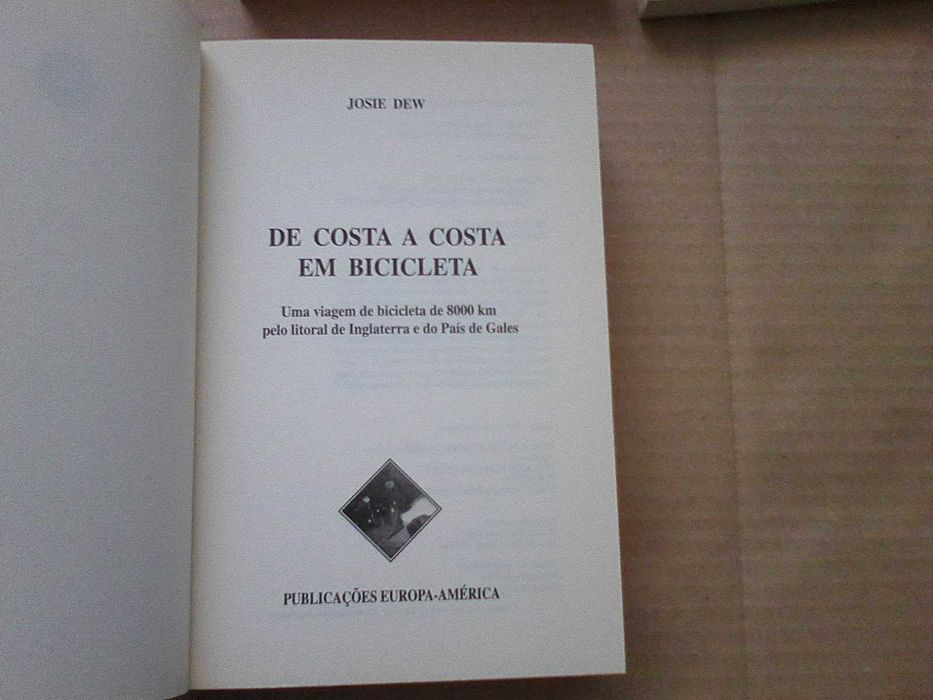 JOSIE DEW
DE COSTA A COSTA
EM BICICLETA
Uma viagem de bicicleta de 8000 km
pelo litoral de Inglaterra e do País de Gales
PUBLICAÇÕES EUROPA-AMÉRICA